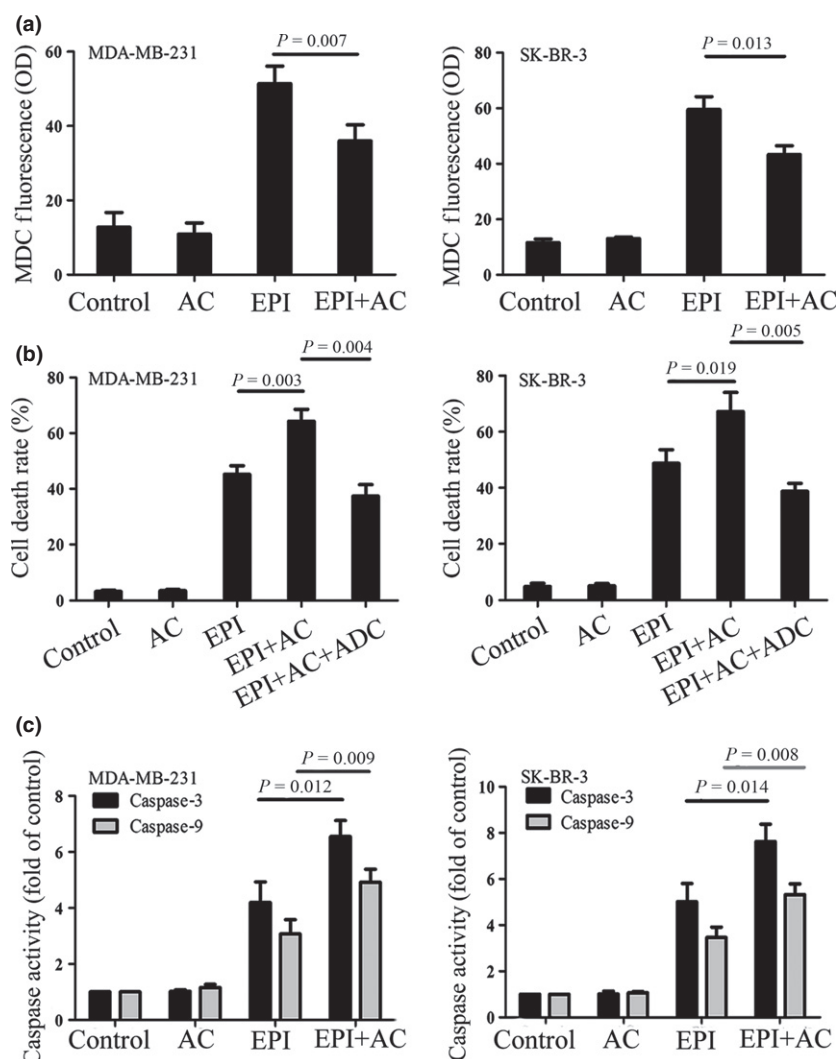 (a)
MDA-MB-231
P = 0.007
MDC fluorescence (OD)
60
40
20
0
Control AC EPI EPI+AC
SK-BR-3
P = 0.013
MDC fluorescence (OD)
80
60
40
20
0
Control AC EPI EPI+AC
(b)
MDA-MB-231
P = 0.004
P = 0.003
Cell death rate (%)
80
60
40
20
0
Control
AC
EPI
EPI+AC
EPI+AC+ADC
SK-BR-3
P = 0.005
P = 0.019
Cell death rate (%)
80
60
40
20
0
Control
AC
EPI
EPI+AC
EPI+AC+ADC
(c)
MDA-MB-231
Caspase-3
Caspase-9
P = 0.009
P = 0.012
Caspase activity (fold of control)
8
6
4
2
0
Control AC EPI EPI+AC
SK-BR-3
Caspase-3
Caspase-9
P = 0.008
P = 0.014
Caspase activity (fold of control)
10
8
6
4
2
0
Control AC EPI EPI+AC